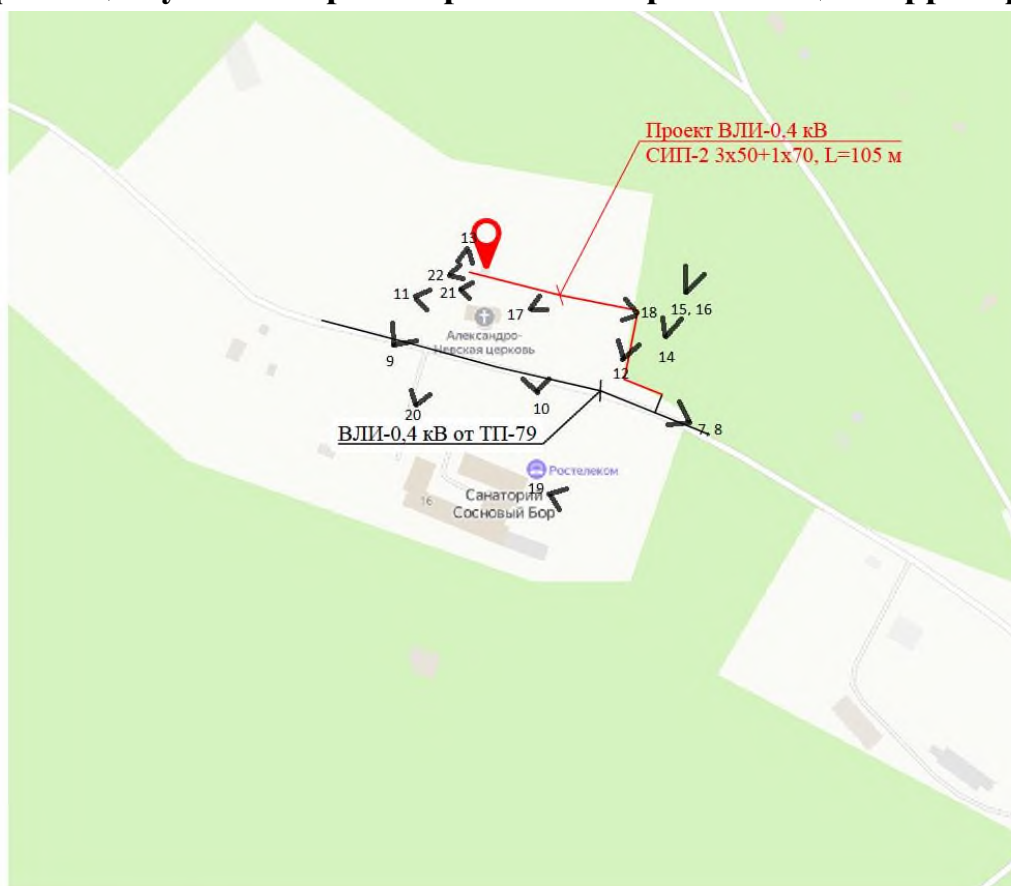 Проект ВЛИ-0,4 кВ
СИП-2 3х50+1х70, L=105 м
13
22
21
11
17
18
15, 16
14
Александро-
Невская церковь
9
12
10
20
7, 8
ВЛИ-0,4 кВ от ТП-79
Ростелеком
19
Санаторий
Сосновый Бор
16